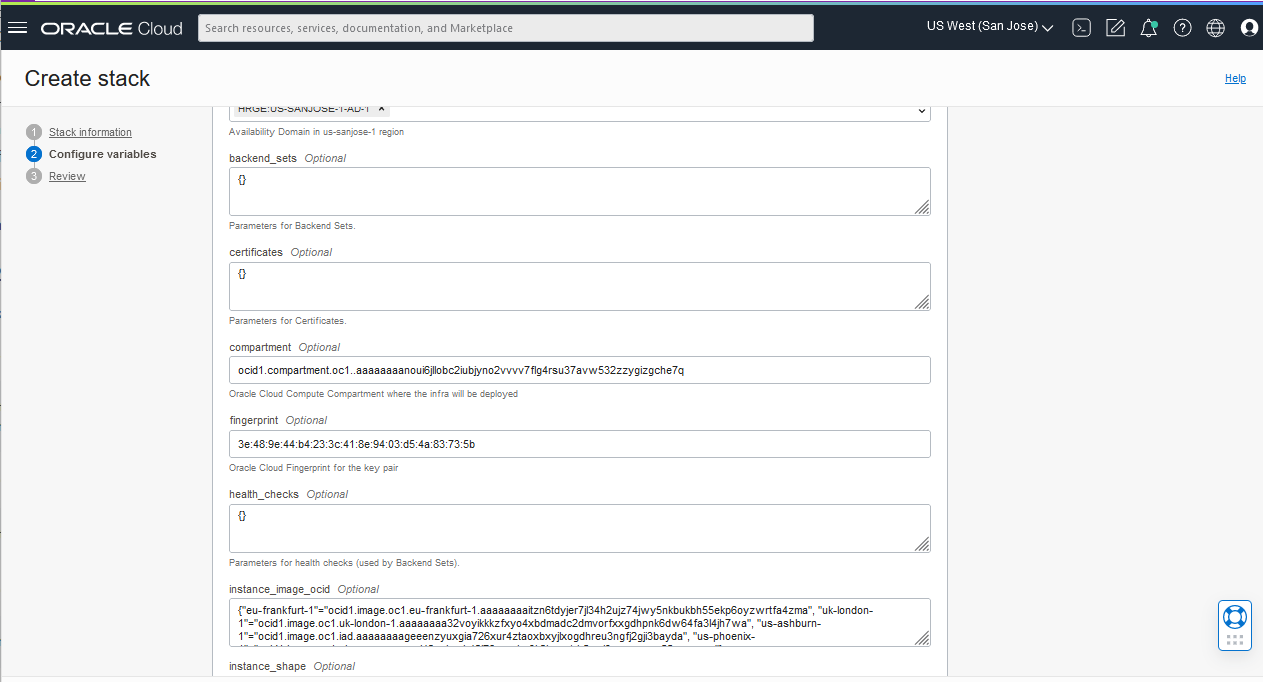 ORACLE Cloud
Search resources, services, documentation, and Marketplace
US West (San Jose)
Create stack
Help
1 Stack information
2 Configure variables
3 Review
HRGE:US-SANJOSE-1-AD-1 ×
Availability Domain in us-sanjose-1 region
backend_sets Optional
{}
Parameters for Backend Sets.
certificates Optional
{}
Parameters for Certificates.
compartment Optional
ocid1.compartment.oc1..aaaaaaaanoui6jllobc2iubjyno2vvvv7flg4rsu37avw532zzygizgche7q
Oracle Cloud Compute Compartment where the infra will be deployed
fingerprint Optional
3e:48:9e:44:b4:23:3c:41:8e:94:03:d5:4a:83:73:5b
Oracle Cloud Fingerprint for the key pair
health_checks Optional
{}
Parameters for health checks (used by Backend Sets).
instance_image_ocid Optional
{"eu-frankfurt-1"="ocid1.image.oc1.eu-frankfurt-1.aaaaaaaaitzn6tdyjer7jl34h2ujz74jwy5nkbukbh55ekp6oyzwrtfa4zma", "uk-london-
1"="ocid1.image.oc1.uk-london-1.aaaaaaaa32voyikkkzfxyo4xbdmadc2dmvorfxxgdhpnk6dw64fa3l4jh7wa", "us-ashburn-
1"="ocid1.image.oc1.iad.aaaaaaaageeenzyuxgia726xur4ztaoxbxyjlxogdhreu3ngfj2gji3bayda", "us-phoenix-
instance_shape Optional